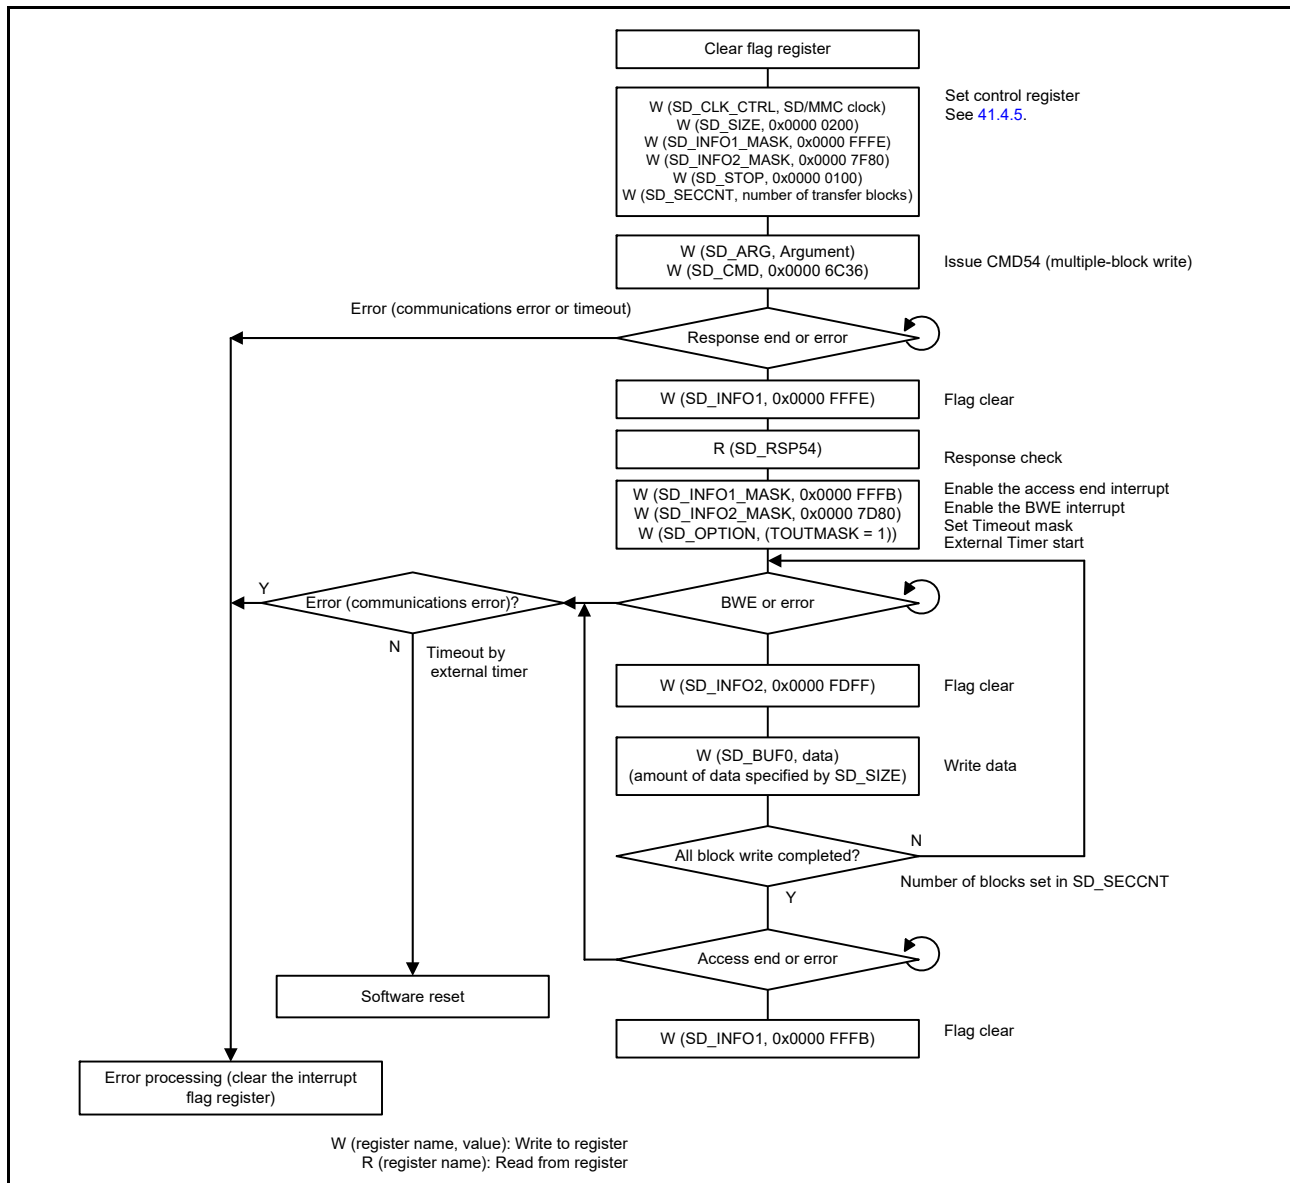 Clear flag register
W (SD_CLK_CTRL, SD/MMC clock)
W (SD_SIZE, 0x0000 0200)
W (SD_INFO1_MASK, 0x0000 FFFE)
W (SD_INFO2_MASK, 0x0000 7F80)
W (SD_STOP, 0x0000 0100)
W (SD_SECCNT, number of transfer blocks)
Set control register
See 41.4.5.
W (SD_ARG, Argument)
W (SD_CMD, 0x0000 6C36)
Issue CMD54 (multiple-block write)
Error (communications error or timeout)
Response end or error
W (SD_INFO1, 0x0000 FFFE)
Flag clear
R (SD_RSP54)
Response check
W (SD_INFO1_MASK, 0x0000 FFFB)
W (SD_INFO2_MASK, 0x0000 7D80)
W (SD_OPTION, (TOUTMASK = 1))
Enable the access end interrupt
Enable the BWE interrupt
Set Timeout mask
External Timer start
Y
Error (communications error)?
BWE or error
N
Timeout by
external timer
W (SD_INFO2, 0x0000 FDFF)
Flag clear
W (SD_BUF0, data)
(amount of data specified by SD_SIZE)
Write data
All block write completed?
N
Number of blocks set in SD_SECCNT
Y
Access end or error
Software reset
W (SD_INFO1, 0x0000 FFFB)
Flag clear
Error processing (clear the interrupt
flag register)
W (register name, value): Write to register
R (register name): Read from register